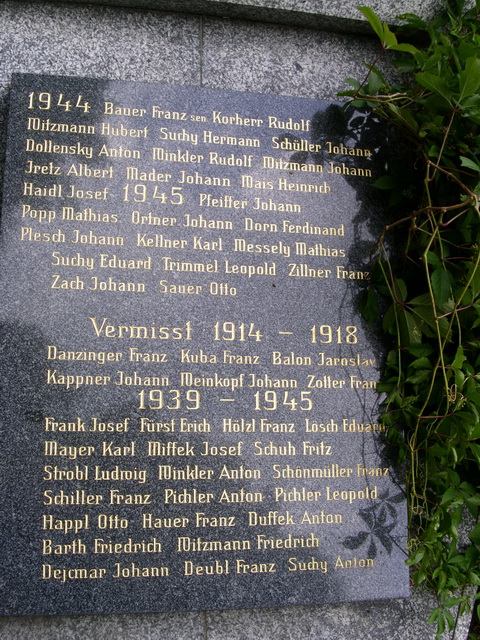 1944 Bauer Franz sen. Korherr Rudolf
Witzmann Hubert Suchy Hermann Schüller Johann
Dollensky Anton Winkler Rudolf Witzmann Johann
Jretz Albert Mader Johann Mais Heinrich
Haidl Josef 1945 Pfeiffer Johann
Popp Mathias Ortner Johann Dorn Ferdinand
Plesch Johann Kellner Karl Wessely Mathias
Suchy Eduard Trimmel Leopold Zillner Franz
Zach Johann Sauer Otto
Vermisst 1914 - 1918
Danzinger Franz Kuba Franz Balon Jaroslav
Kappner Johann Weinkopf Johann Zotter Franz
1939 - 1945
Frank Josef Fürst Erich Hölzl Franz Lösch Eduard
Mayer Karl Wiffek Josef Schuh Fritz
Ströbl Ludwig Winkler Anton Schönmüller Franz
Schiller Franz Pichler Anton Pichler Leopold
Happl Otto Hauer Franz Duffek Anton
Barth Friedrich Witzmann Friedrich
Dejcmar Johann Deubl Franz Suchy Anton